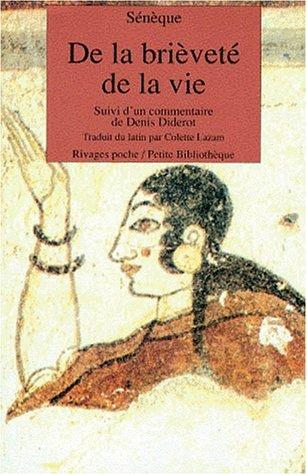 Sénèque
De la brièveté
de la vie
Suivi d'un commentaire
de Denis Diderot
Traduit du latin par Colette Lazam
Rivages poche / Petite Bibliothèque